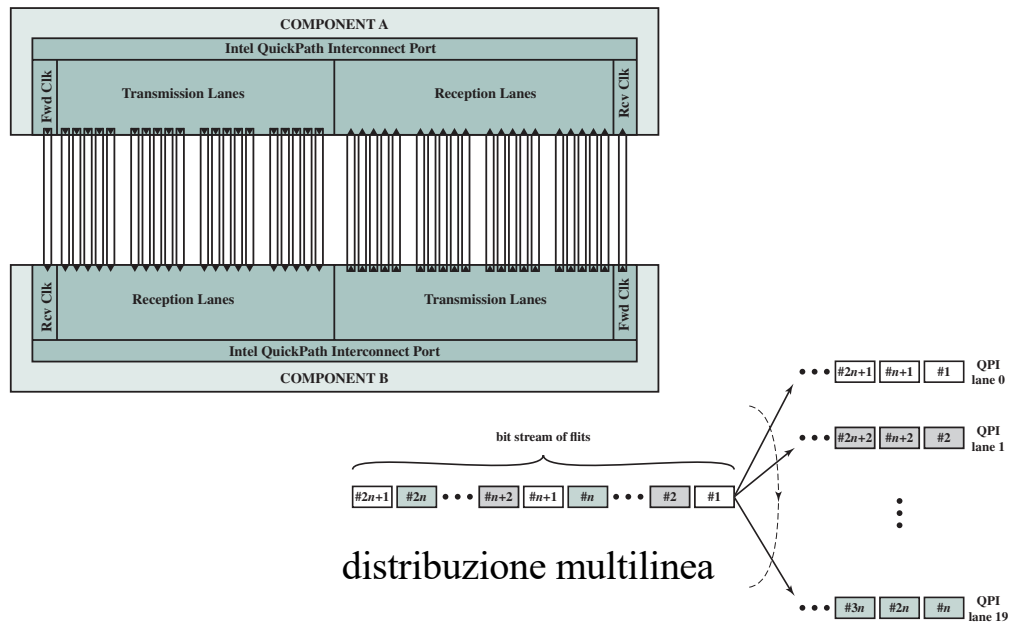 COMPONENT A
Intel QuickPath Interconnect Port
Fwd Clk
Transmission Lanes
Reception Lanes
Rcv Clk
Rcv Clk
Reception Lanes
Transmission Lanes
Fwd Clk
Intel QuickPath Interconnect Port
COMPONENT B
bit stream of flits
#2n+1 #2n ••• #n+2 #n+1 #n ••• #2 #1
distribuzione multilinea
••• #2n+1 #n+1 #1
QPI
lane 0
••• #2n+2 #n+2 #2
QPI
lane 1
••• #3n #2n #n
QPI
lane 19